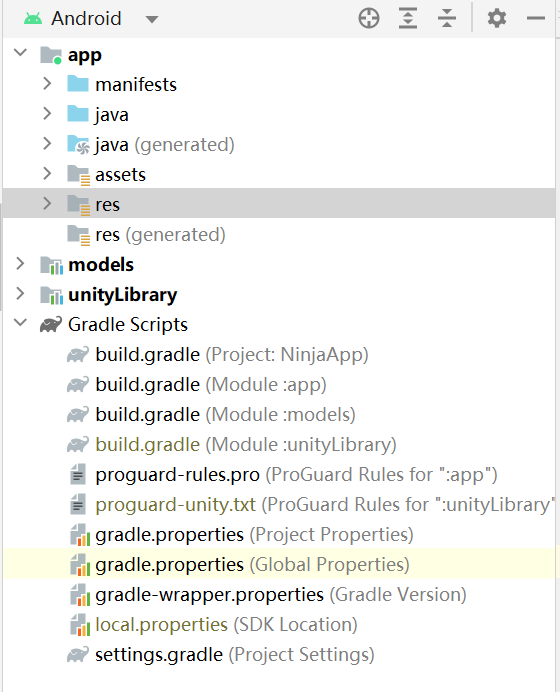 Android
app
manifests
java
java (generated)
assets
res
res (generated)
models
unityLibrary
Gradle Scripts
build.gradle (Project: NinjaApp)
build.gradle (Module :app)
build.gradle (Module :models)
build.gradle (Module :unityLibrary)
proguard-rules.pro (ProGuard Rules for ":app")
proguard-unity.txt (ProGuard Rules for ":unityLibrary"
gradle.properties (Project Properties)
gradle.properties (Global Properties)
gradle-wrapper.properties (Gradle Version)
local.properties (SDK Location)
settings.gradle (Project Settings)